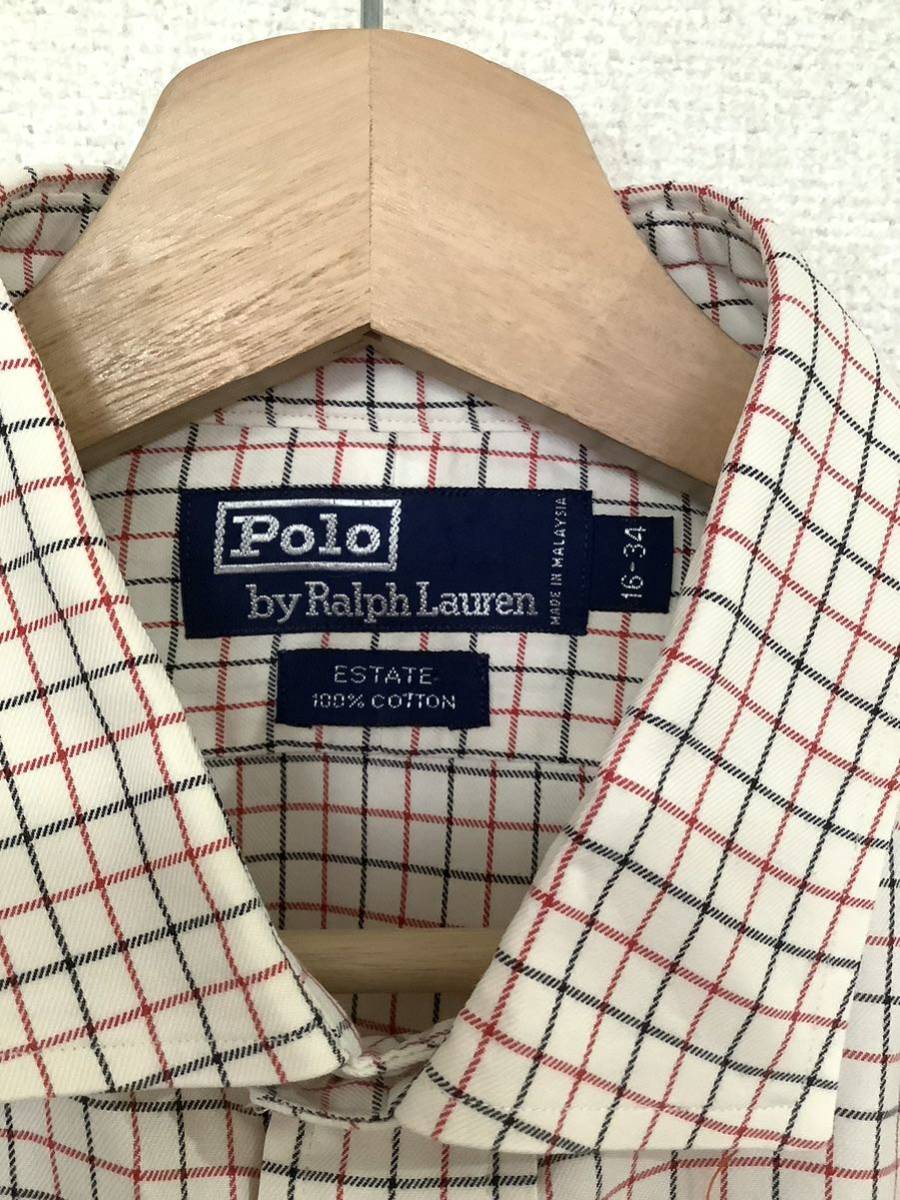 Polo
by Ralph Lauren
MADE IN MALAYSIA
16-34
ESTATE
100% COTTON